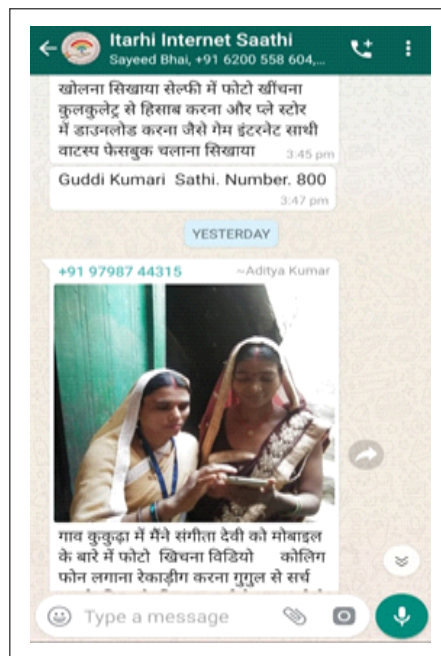 Itarhi Internet Saathi
Sayeed Bhai, +91 6200 558 604,...
खोलना सिखाया सेल्फी में फोटो खींचना
कुलकुलेट्र से हिसाब करना और प्ले स्टोर
में डाउनलोड करना जैसे गेम इंटरनेट साथी
वाटस्प फेसबुक चलाना सिखाया 3:45 pm
Guddi Kumari Sathi. Number. 800
3:47 pm
YESTERDAY
+91 97987 44315 ~Aditya Kumar
गाव कुकुढ़ा में मैंने संगीता देवी को मोबाइल
के बारे में फोटो खिचना विडियो कोलिग
फोन लगाना रेकाड़ीग करना गुगुल से सर्च
Type a message